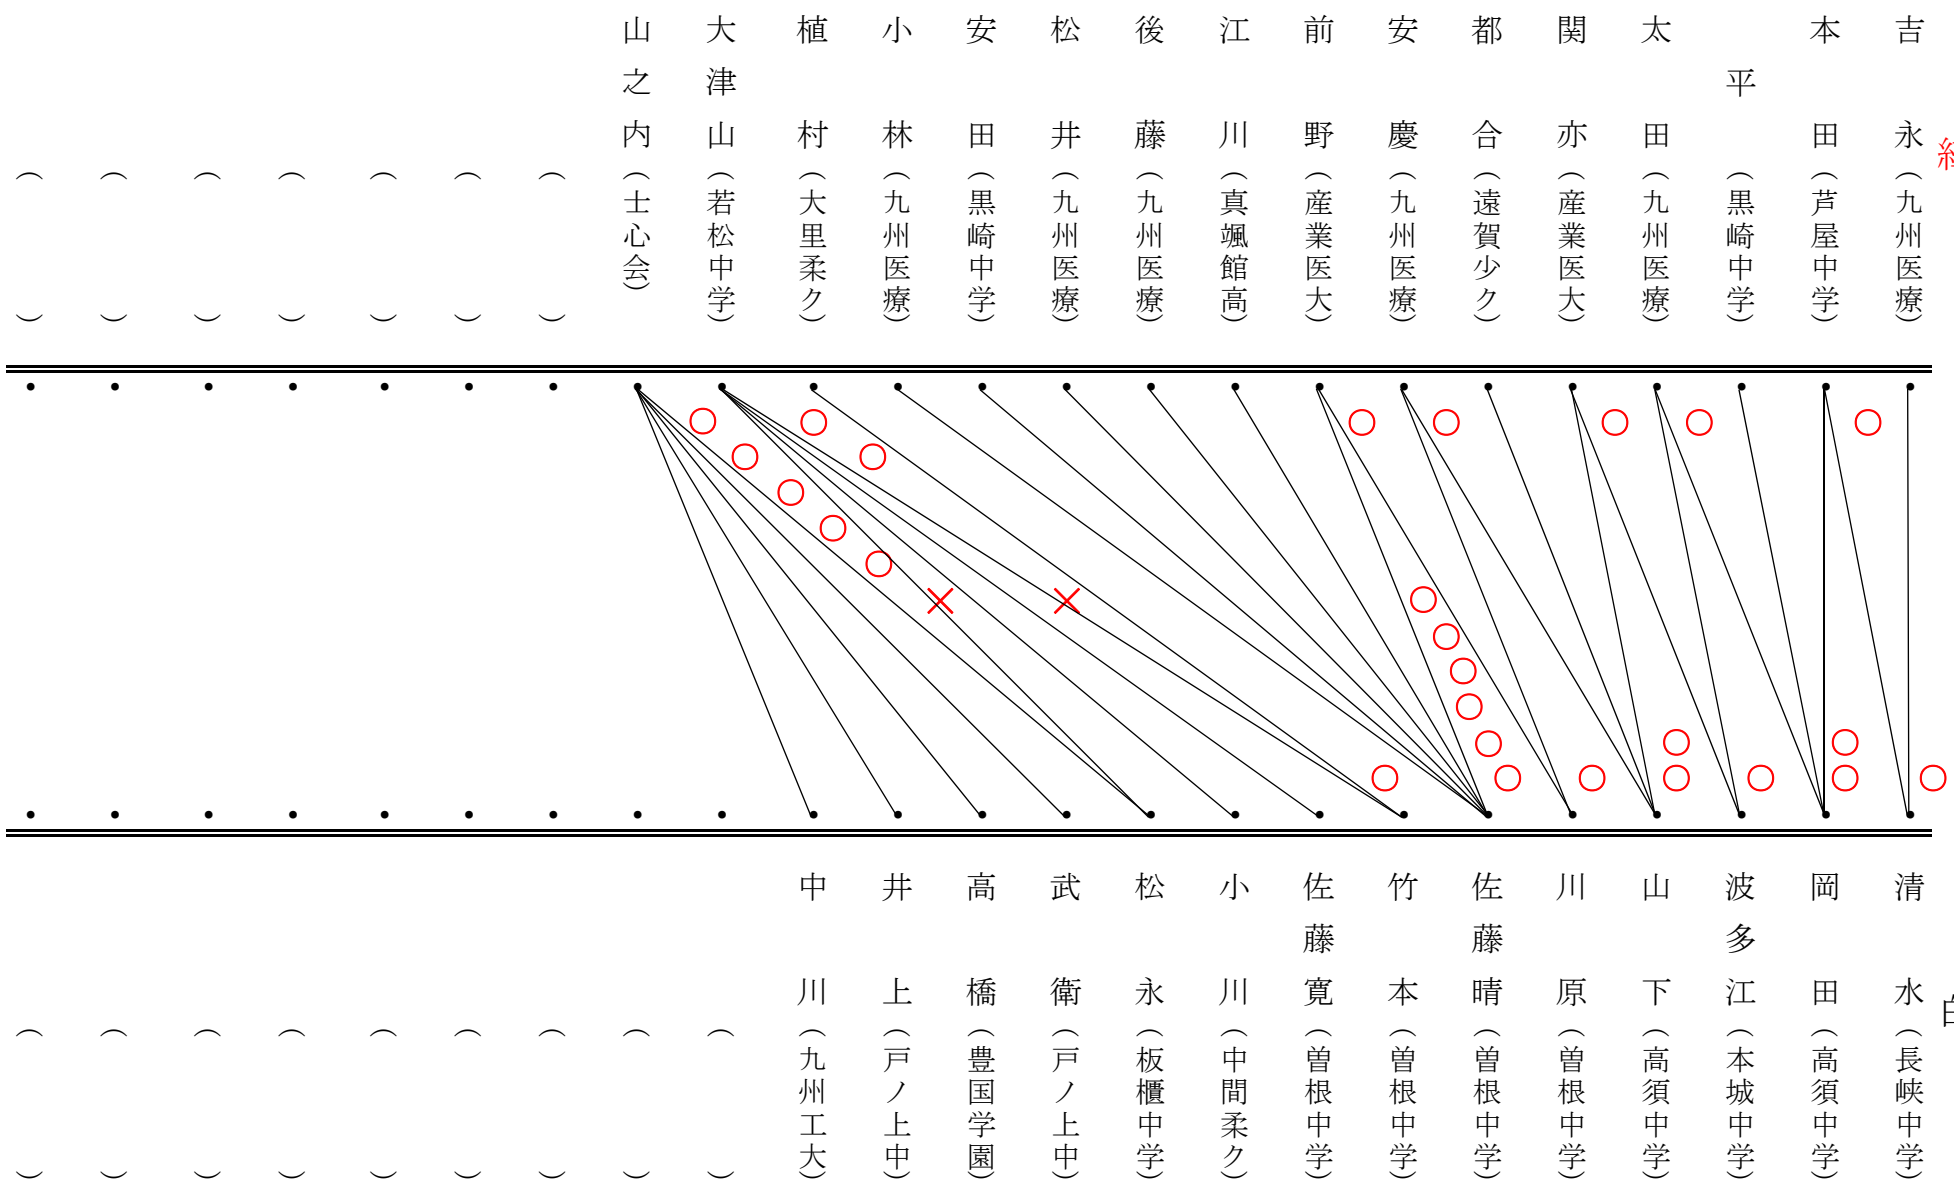 吉永(九州医療)
本田(芦屋中学)
平(黒崎中学)
太田(九州医療)
関亦(産業医大)
都合(遠賀少ク)
安慶(九州医療)
前野(産業医大)
江川(真颯館高)
後藤(九州医療)
松井(九州医療)
安田(黒崎中学)
小林(九州医療)
植村(大里柔ク)
大津山(若松中学)
山之内(士心会)
(    )
(    )
(    )
(    )
(    )
(    )
(    )
清水(長峡中学)
岡田(高須中学)
波多江(本城中学)
山下(高須中学)
川原(曽根中学)
佐藤晴(曽根中学)
竹本(曽根中学)
佐藤寛(曽根中学)
小川(中間柔ク)
松永(板櫃中学)
武衛(戸ノ上中)
高橋(豊国学園)
井上(戸ノ上中)
中川(九州工大)
(    )
(    )
(    )
(    )
(    )
(    )
(    )
(    )
(    )